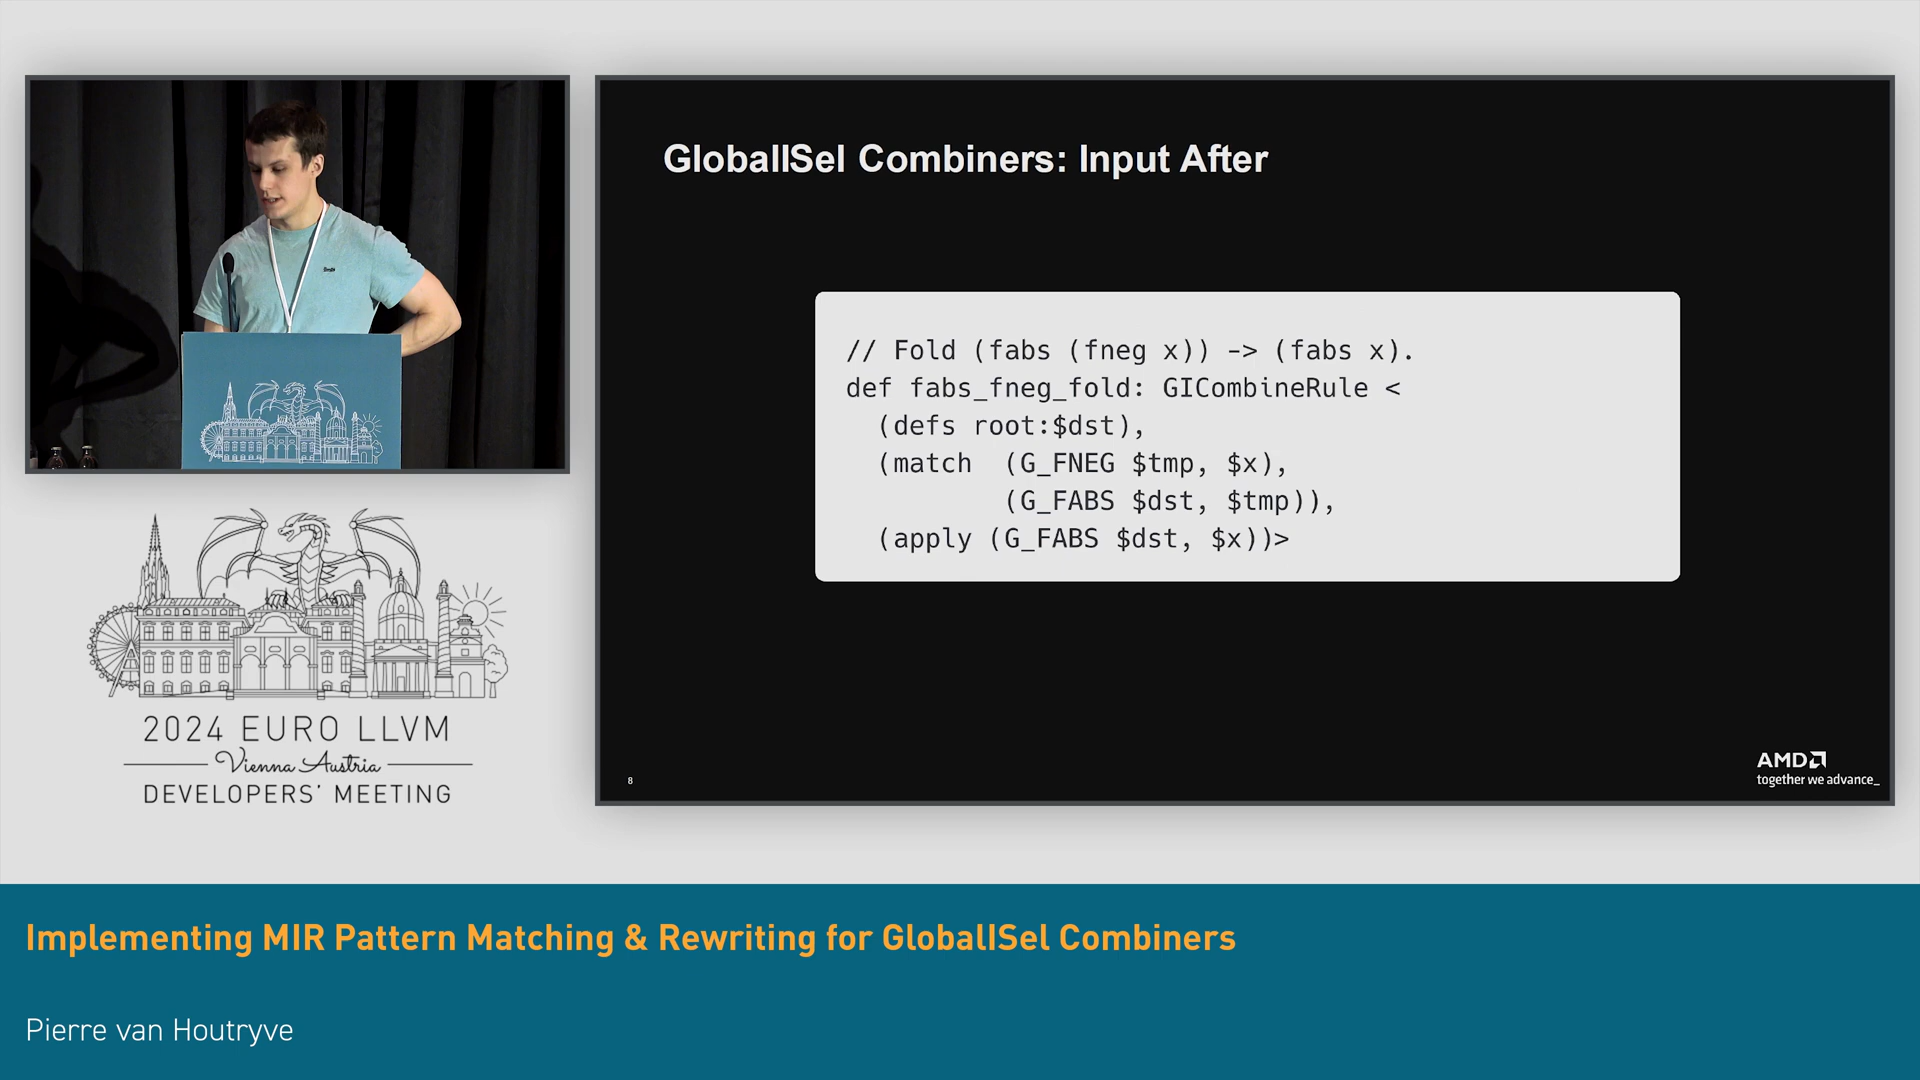 GlobalISel Combiners: Input After
// Fold (fabs (fneg x)) -> (fabs x).
def fabs_fneg_fold: GICombineRule <
  (defs root:$dst),
  (match  (G_FNEG $tmp, $x),
          (G_FABS $dst, $tmp)),
  (apply (G_FABS $dst, $x))>
8
AMD
together we advance_
2024 EURO LLVM
Vienna Austria
DEVELOPERS' MEETING
Implementing MIR Pattern Matching & Rewriting for GlobalISel Combiners
Pierre van Houtryve